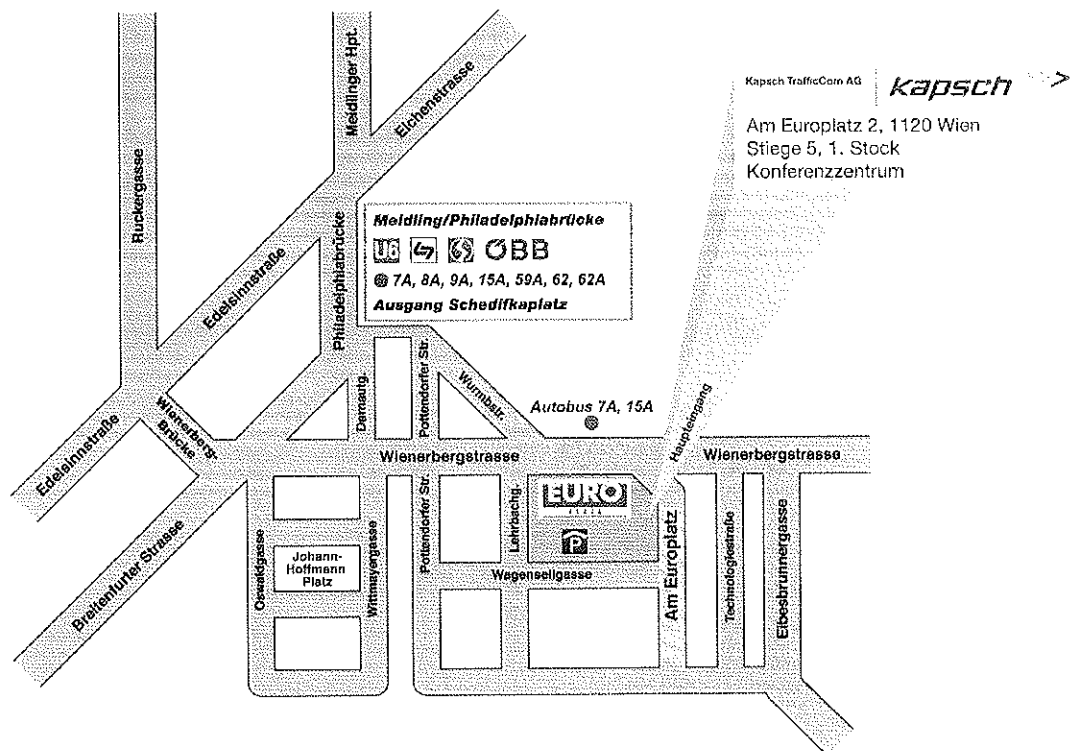 Meidlinger Hpt.
Eichenstrasse
Ruckergasse
Kapsch TrafficCom AG
kapsch >>>
Am Europlatz 2, 1120 Wien
Stiege 5, 1. Stock
Konferenzzentrum
Meidling/Philadelphiabrücke
U6 ÖBB
7A, 8A, 9A, 15A, 59A, 62, 62A
Ausgang Schedifkaplatz
Philadelphiabrücke
Edelsinnstraße
Edelsinnstraße
Wienerberg-
Brücke
Darnautg.
Pottendorfer Str.
Wurmbstr.
Autobus 7A, 15A
Haupteingang
Wienerbergstrasse
Wienerbergstrasse
Breitenfurter Strasse
Oswaldgasse
Johann-
Hoffmann
Platz
Wittmayergasse
Pottendorfer Str.
Lehrbachg.
EURO
PLAZA
P
Wagenseilgasse
Am Europlatz
Technologiestraße
Eibesbrunnergasse